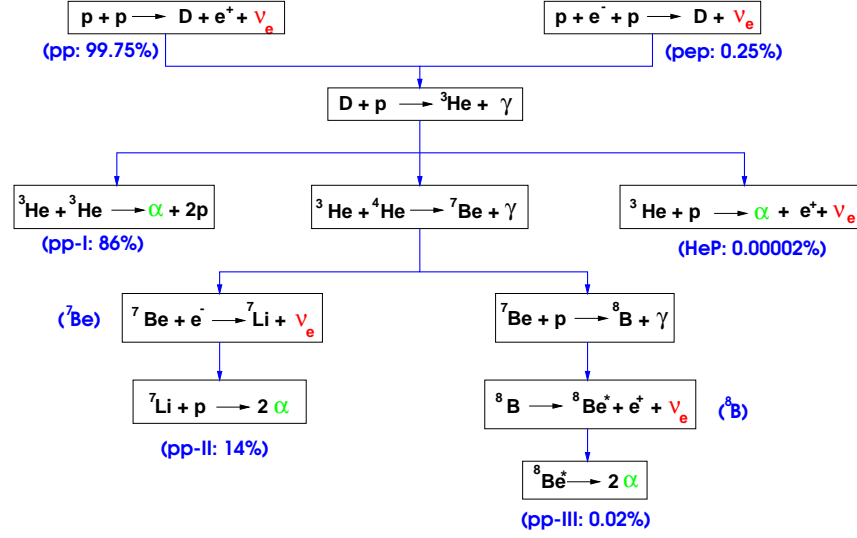 p + p → D + e⁺ + νₑ
p + e⁻ + p → D + νₑ
(pp: 99.75%)
(pep: 0.25%)
D + p → ³He + γ
³He + ³He → α + 2p
³He + ⁴He → ⁷Be + γ
³He + p → α + e⁺ + νₑ
(pp-I: 86%)
(HeP: 0.00002%)
(⁷Be)
⁷Be + e⁻ → ⁷Li + νₑ
⁷Be + p → ⁸B + γ
⁷Li + p → 2 α
⁸B → ⁸Be* + e⁺ + νₑ
(⁸B)
(pp-II: 14%)
⁸Be* → 2 α
(pp-III: 0.02%)